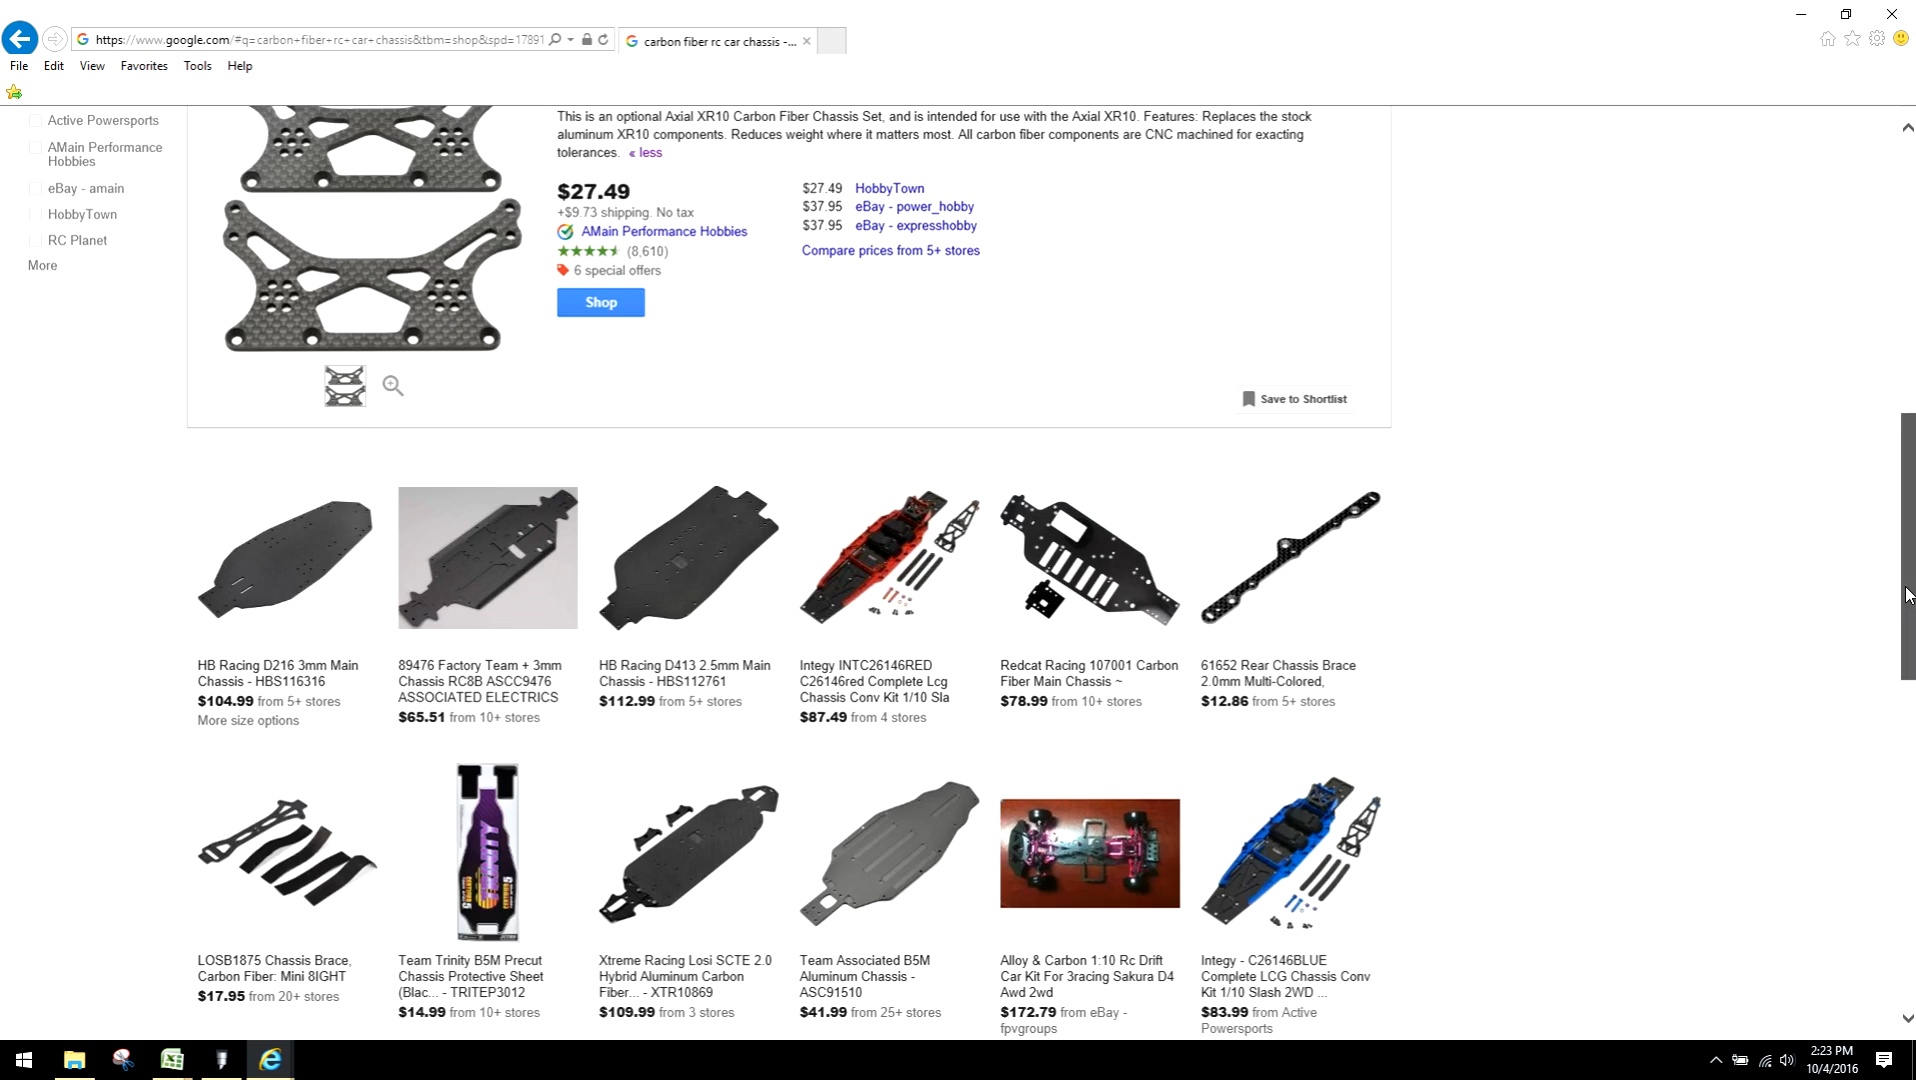 https://www.google.com/#q=carbon+fiber+rc+car+chassis&tbm=shop&spd=17891
carbon fiber rc car chassis -...
File Edit View Favorites Tools Help
Active Powersports
AMain Performance
Hobbies
eBay - amain
HobbyTown
RC Planet
More
This is an optional Axial XR10 Carbon Fiber Chassis Set, and is intended for use with the Axial XR10. Features: Replaces the stock
aluminum XR10 components. Reduces weight where it matters most. All carbon fiber components are CNC machined for exacting
tolerances. « less
$27.49
+$9.73 shipping. No tax
AMain Performance Hobbies
(8,610)
6 special offers
Shop
$27.49 HobbyTown
$37.95 eBay - power_hobby
$37.95 eBay - expresshobby
Compare prices from 5+ stores
Save to Shortlist
HB Racing D216 3mm Main
Chassis - HBS116316
$104.99 from 5+ stores
More size options
89476 Factory Team + 3mm
Chassis RC8B ASCC9476
ASSOCIATED ELECTRICS
$65.51 from 10+ stores
HB Racing D413 2.5mm Main
Chassis - HBS112761
$112.99 from 5+ stores
Integy INTC26146RED
C26146red Complete Lcg
Chassis Conv Kit 1/10 Sla
$87.49 from 4 stores
Redcat Racing 107001 Carbon
Fiber Main Chassis ~
$78.99 from 10+ stores
61652 Rear Chassis Brace
2.0mm Multi-Colored,
$12.86 from 5+ stores
TRINITY
LOSB1875 Chassis Brace,
Carbon Fiber: Mini 8IGHT
$17.95 from 20+ stores
Team Trinity B5M Precut
Chassis Protective Sheet
(Blac... - TRITEP3012
$14.99 from 10+ stores
Xtreme Racing Losi SCTE 2.0
Hybrid Aluminum Carbon
Fiber... - XTR10869
$109.99 from 3 stores
Team Associated B5M
Aluminum Chassis -
ASC91510
$41.99 from 25+ stores
Alloy & Carbon 1:10 Rc Drift
Car Kit For 3racing Sakura D4
Awd 2wd
$172.79 from eBay -
fpvgroups
Integy - C26146BLUE
Complete LCG Chassis Conv
Kit 1/10 Slash 2WD ...
$83.99 from Active
Powersports
2:23 PM
10/4/2016